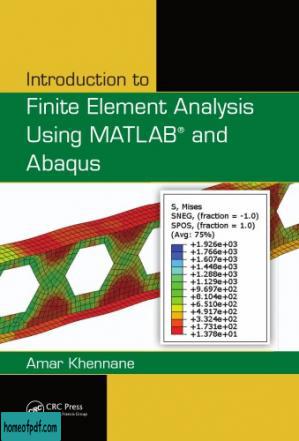 Introduction to
Finite Element Analysis
Using MATLAB® and
Abaqus
S, Mises
SNEG, (fraction = -1.0)
SPOS, (fraction = 1.0)
(Avg: 75%)
+1.926e+03
+1.766e+03
+1.607e+03
+1.448e+03
+1.288e+03
+1.129e+03
+9.697e+02
+8.104e+02
+6.510e+02
+4.917e+02
+3.324e+02
+1.731e+02
+1.378e+01
Amar Khennane
CRC Press
Francis Group
homeofpdf.com